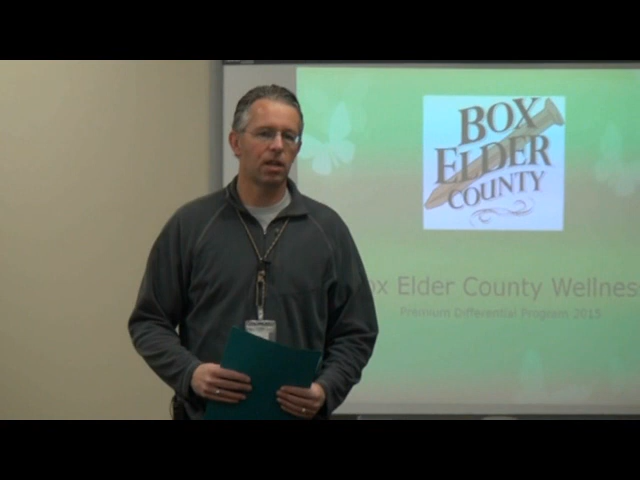 BOX
ELDER
COUNTY
ox Elder County Wellnes
Premium Differential Program 2015